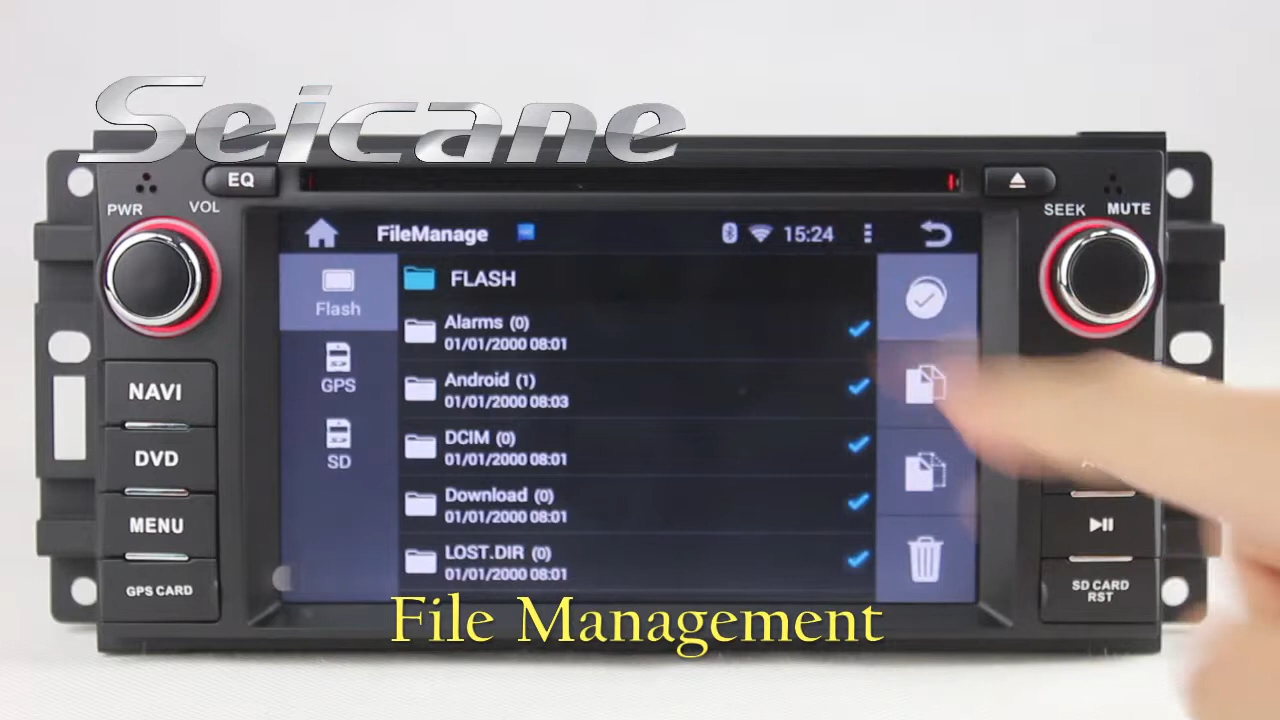 Seicane
EQ
PWR
VOL
SEEK
MUTE
FileManage
15:24
Flash
GPS
SD
FLASH
Alarms (0)
01/01/2000 08:01
Android (1)
01/01/2000 08:03
DCIM (0)
01/01/2000 08:01
Download (0)
01/01/2000 08:01
LOST.DIR (0)
01/01/2000 08:01
NAVI
DVD
MENU
GPS CARD
SD CARD
RST
File Management